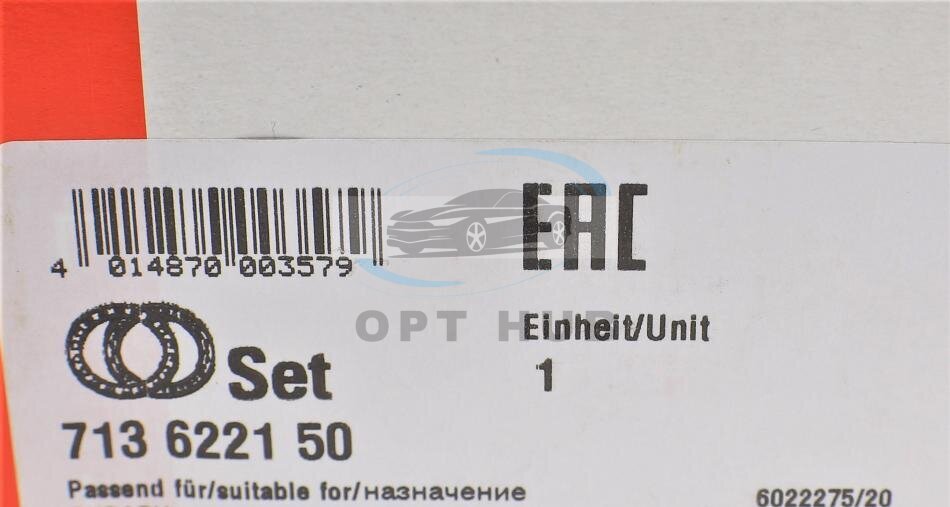 EAC
4 014870 003579
OPT HUB
Einheit/Unit
Set
1
713 6221 50
Passend für/suitable for/назначение
6022275/20